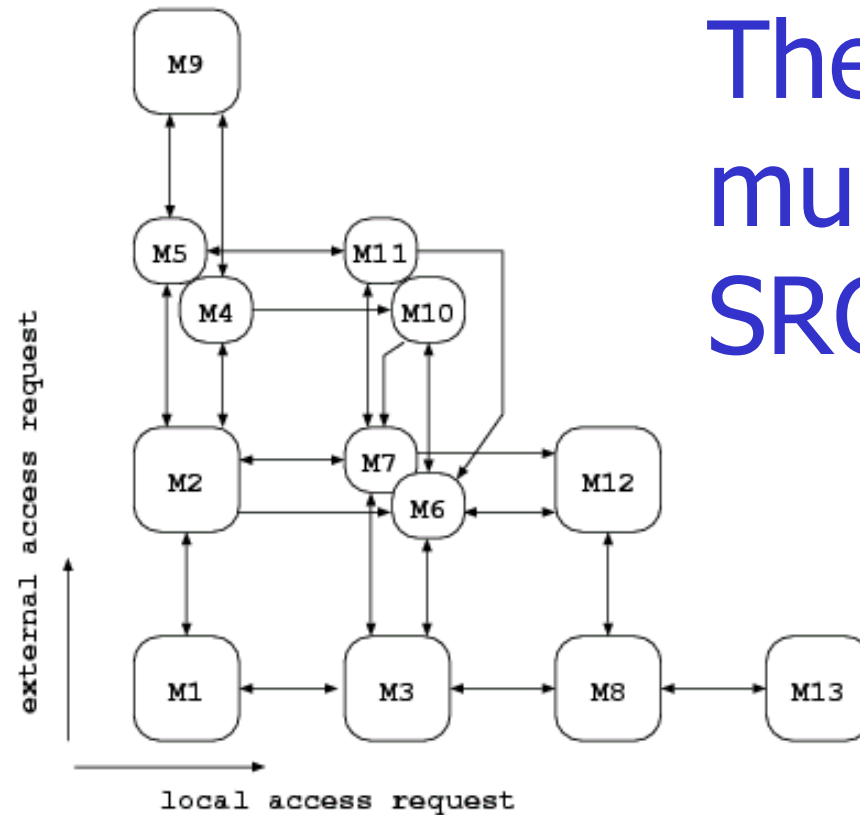 The
mu
SRC
M9
M5
M11
M4
M10
M2
M7
M12
M6
M1
M3
M8
M13
external access request
local access request